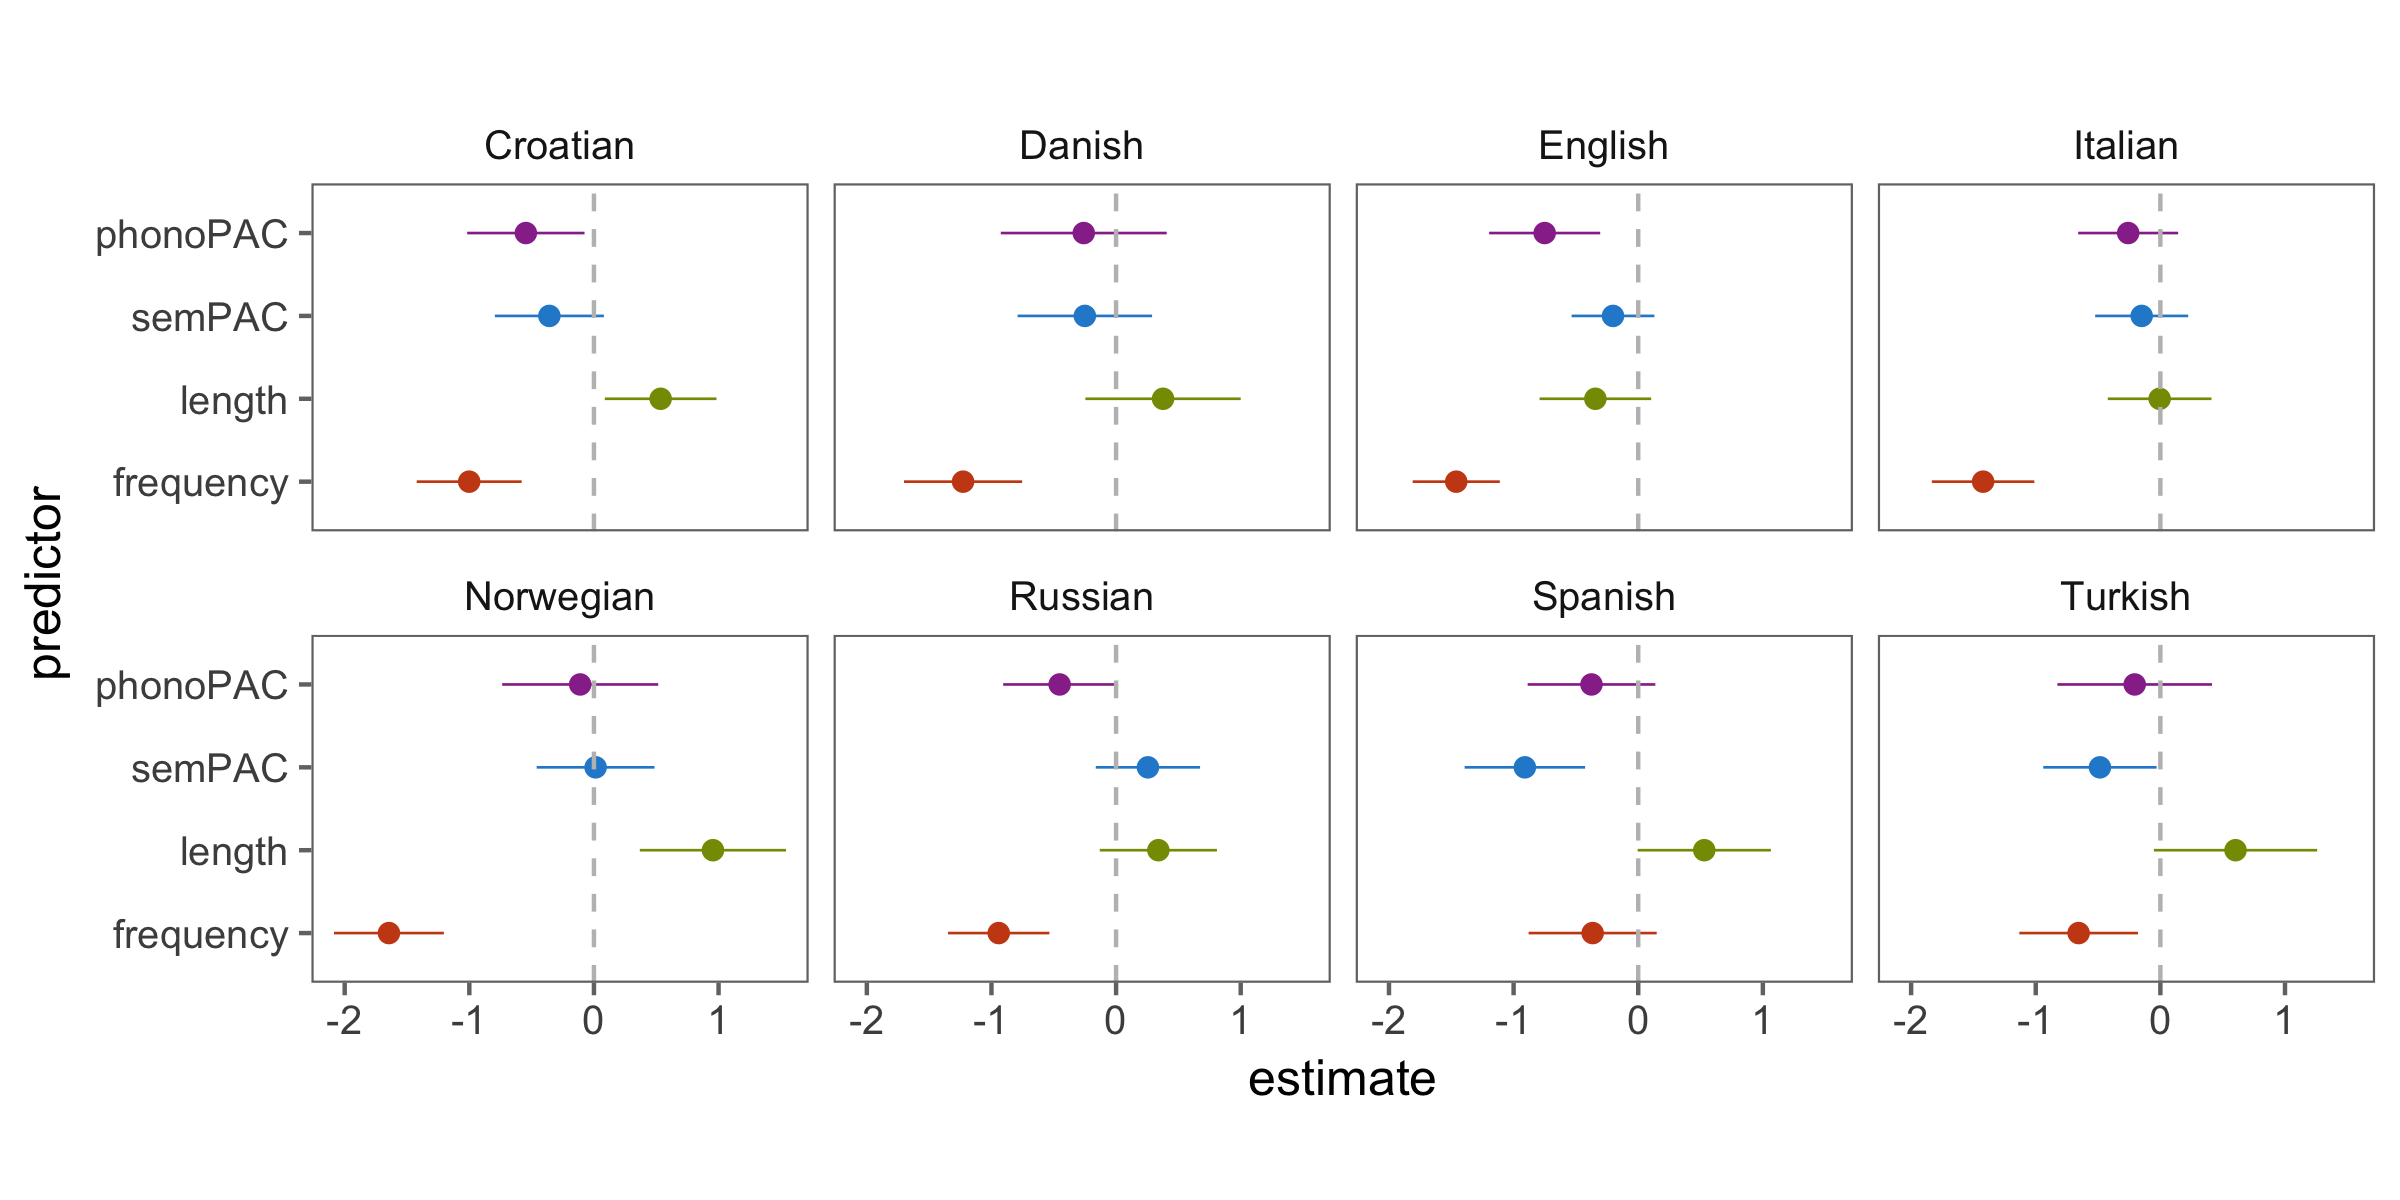 Croatian Danish English Italian
phonoPAC
semPAC
length
frequency
predictor
Norwegian Russian Spanish Turkish
phonoPAC
semPAC
length
frequency
-2 -1 0 1 -2 -1 0 1 -2 -1 0 1 -2 -1 0 1
estimate